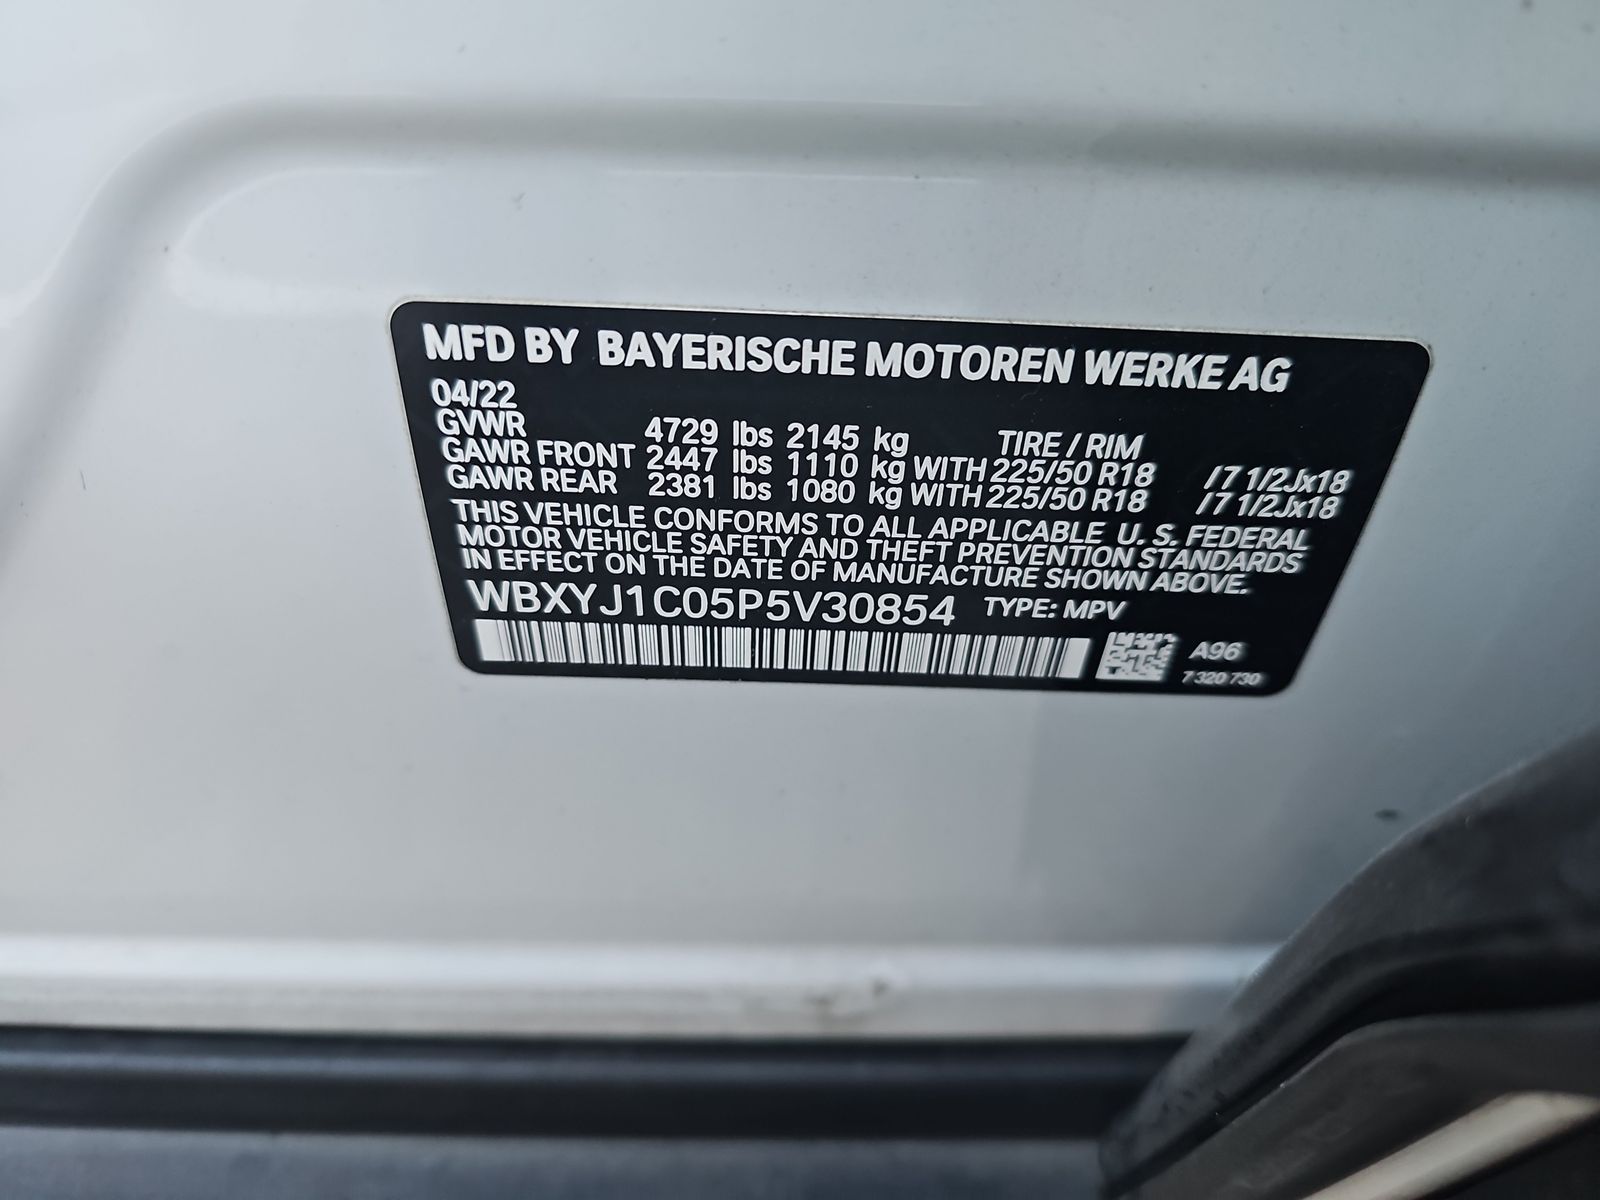 MFD BY BAYERISCHE MOTOREN WERKE AG
04/22
GVWR 4729 lbs 2145 kg TIRE / RIM
GAWR FRONT 2447 lbs 1110 kg WITH 225/50 R18 /7 1/2Jx18
GAWR REAR 2381 lbs 1080 kg WITH 225/50 R18 /7 1/2Jx18
THIS VEHICLE CONFORMS TO ALL APPLICABLE U. S. FEDERAL
MOTOR VEHICLE SAFETY AND THEFT PREVENTION STANDARDS
IN EFFECT ON THE DATE OF MANUFACTURE SHOWN ABOVE.
WBXYJ1C05P5V30854 TYPE: MPV
A96
7 320 730